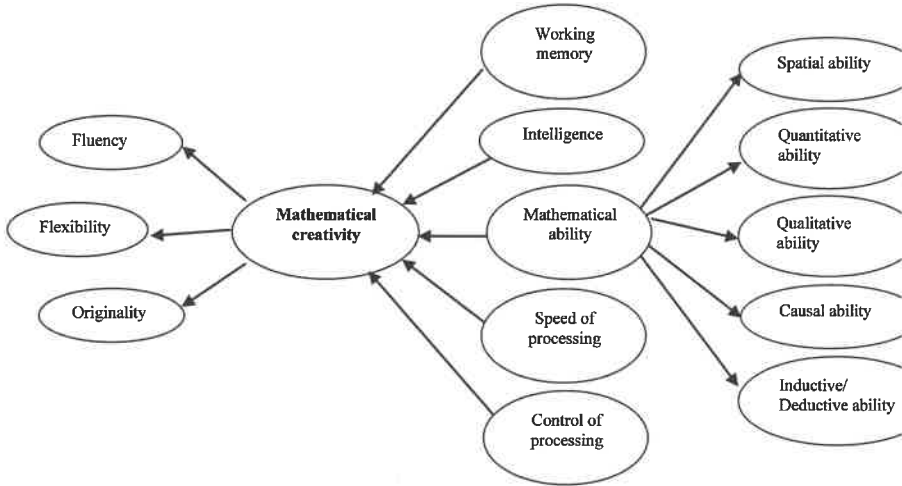 Working
memory
Spatial ability
Fluency
Intelligence
Quantitative
ability
Mathematical
creativity
Mathematical
ability
Flexibility
Qualitative
ability
Originality
Speed of
processing
Causal ability
Control of
processing
Inductive/
Deductive ability